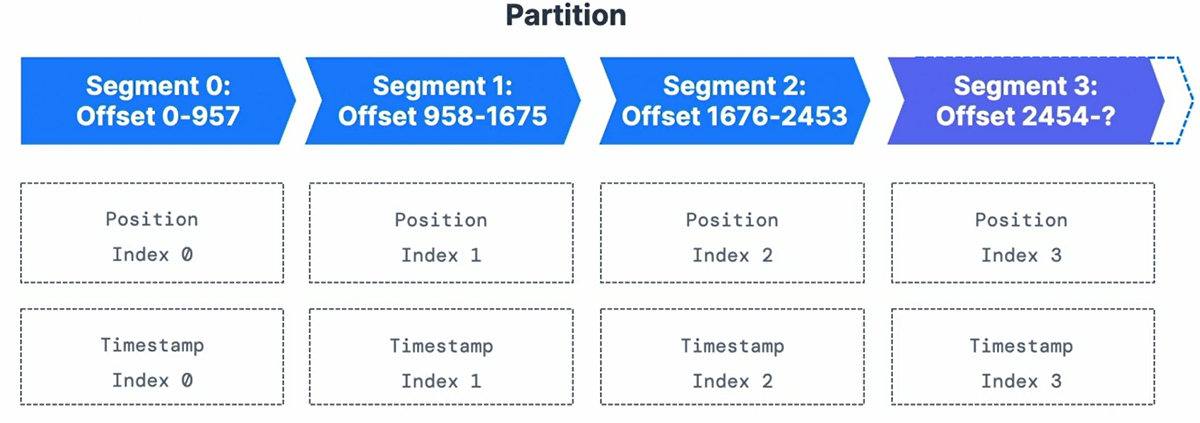 Partition
Segment 0:
Offset 0-957
Segment 1:
Offset 958-1675
Segment 2:
Offset 1676-2453
Segment 3:
Offset 2454-?
Position
Index 0
Position
Index 1
Position
Index 2
Position
Index 3
Timestamp
Index 0
Timestamp
Index 1
Timestamp
Index 2
Timestamp
Index 3